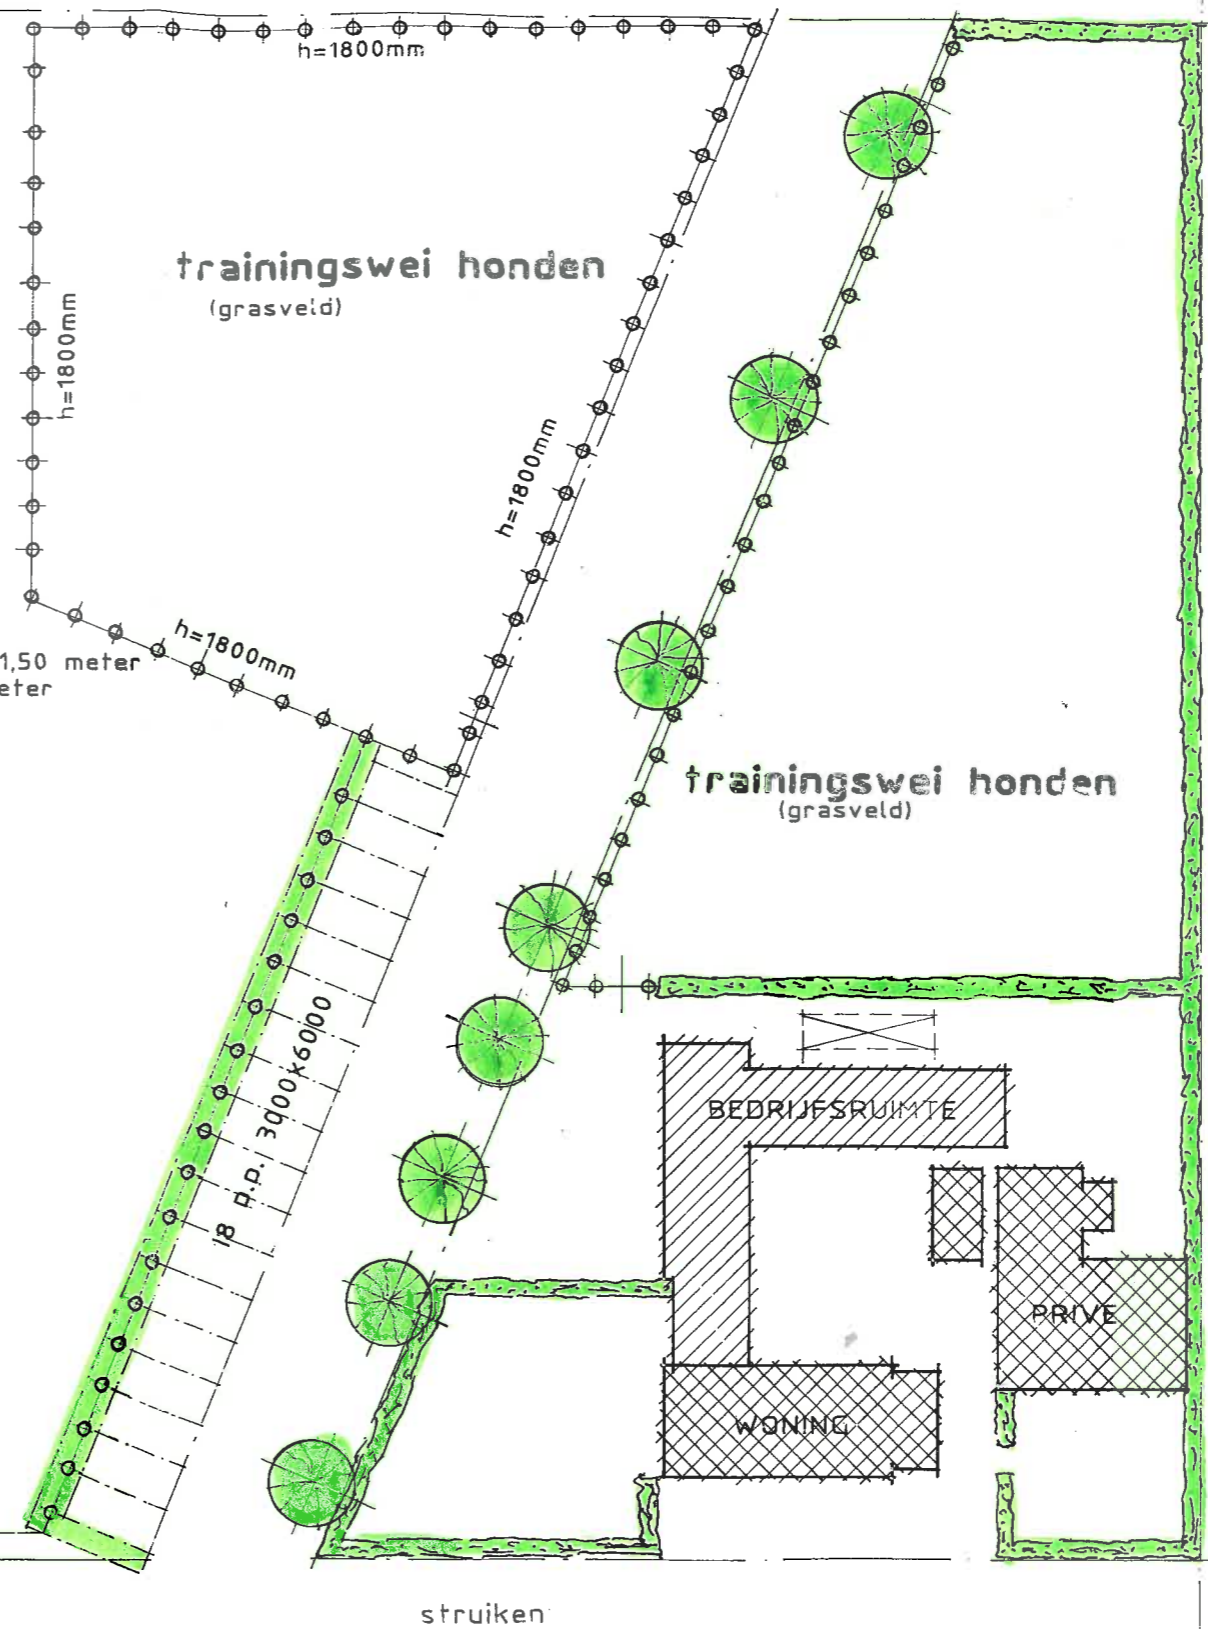 h=1800mm
trainingswei honden
(grasveld)
h=1800mm
h=1800mm
h=1800mm
1,50 meter
eter
trainingswei honden
(grasveld)
18 p.p. 3000x6000
BEDRIJFSRUIMTE
PRIVE
WONING
struiken